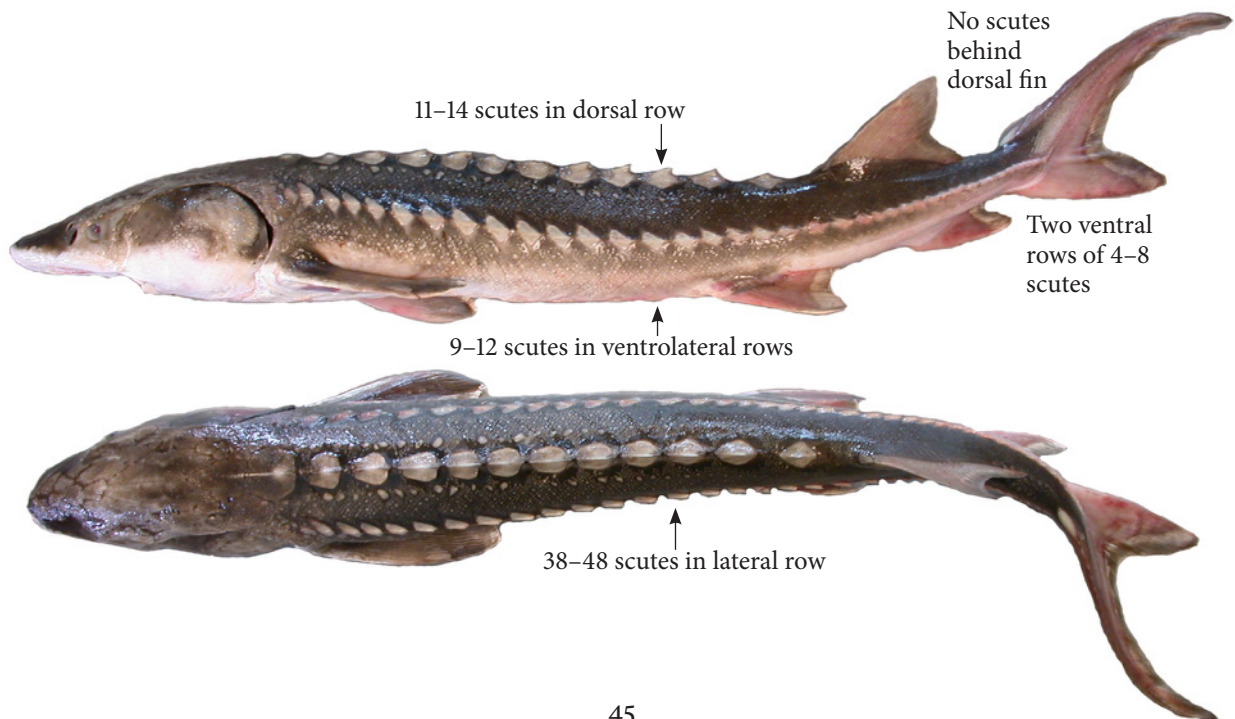 No scutes
behind
dorsal fin
11–14 scutes in dorsal row
Two ventral
rows of 4–8
scutes
9–12 scutes in ventrolateral rows
38–48 scutes in lateral row
45